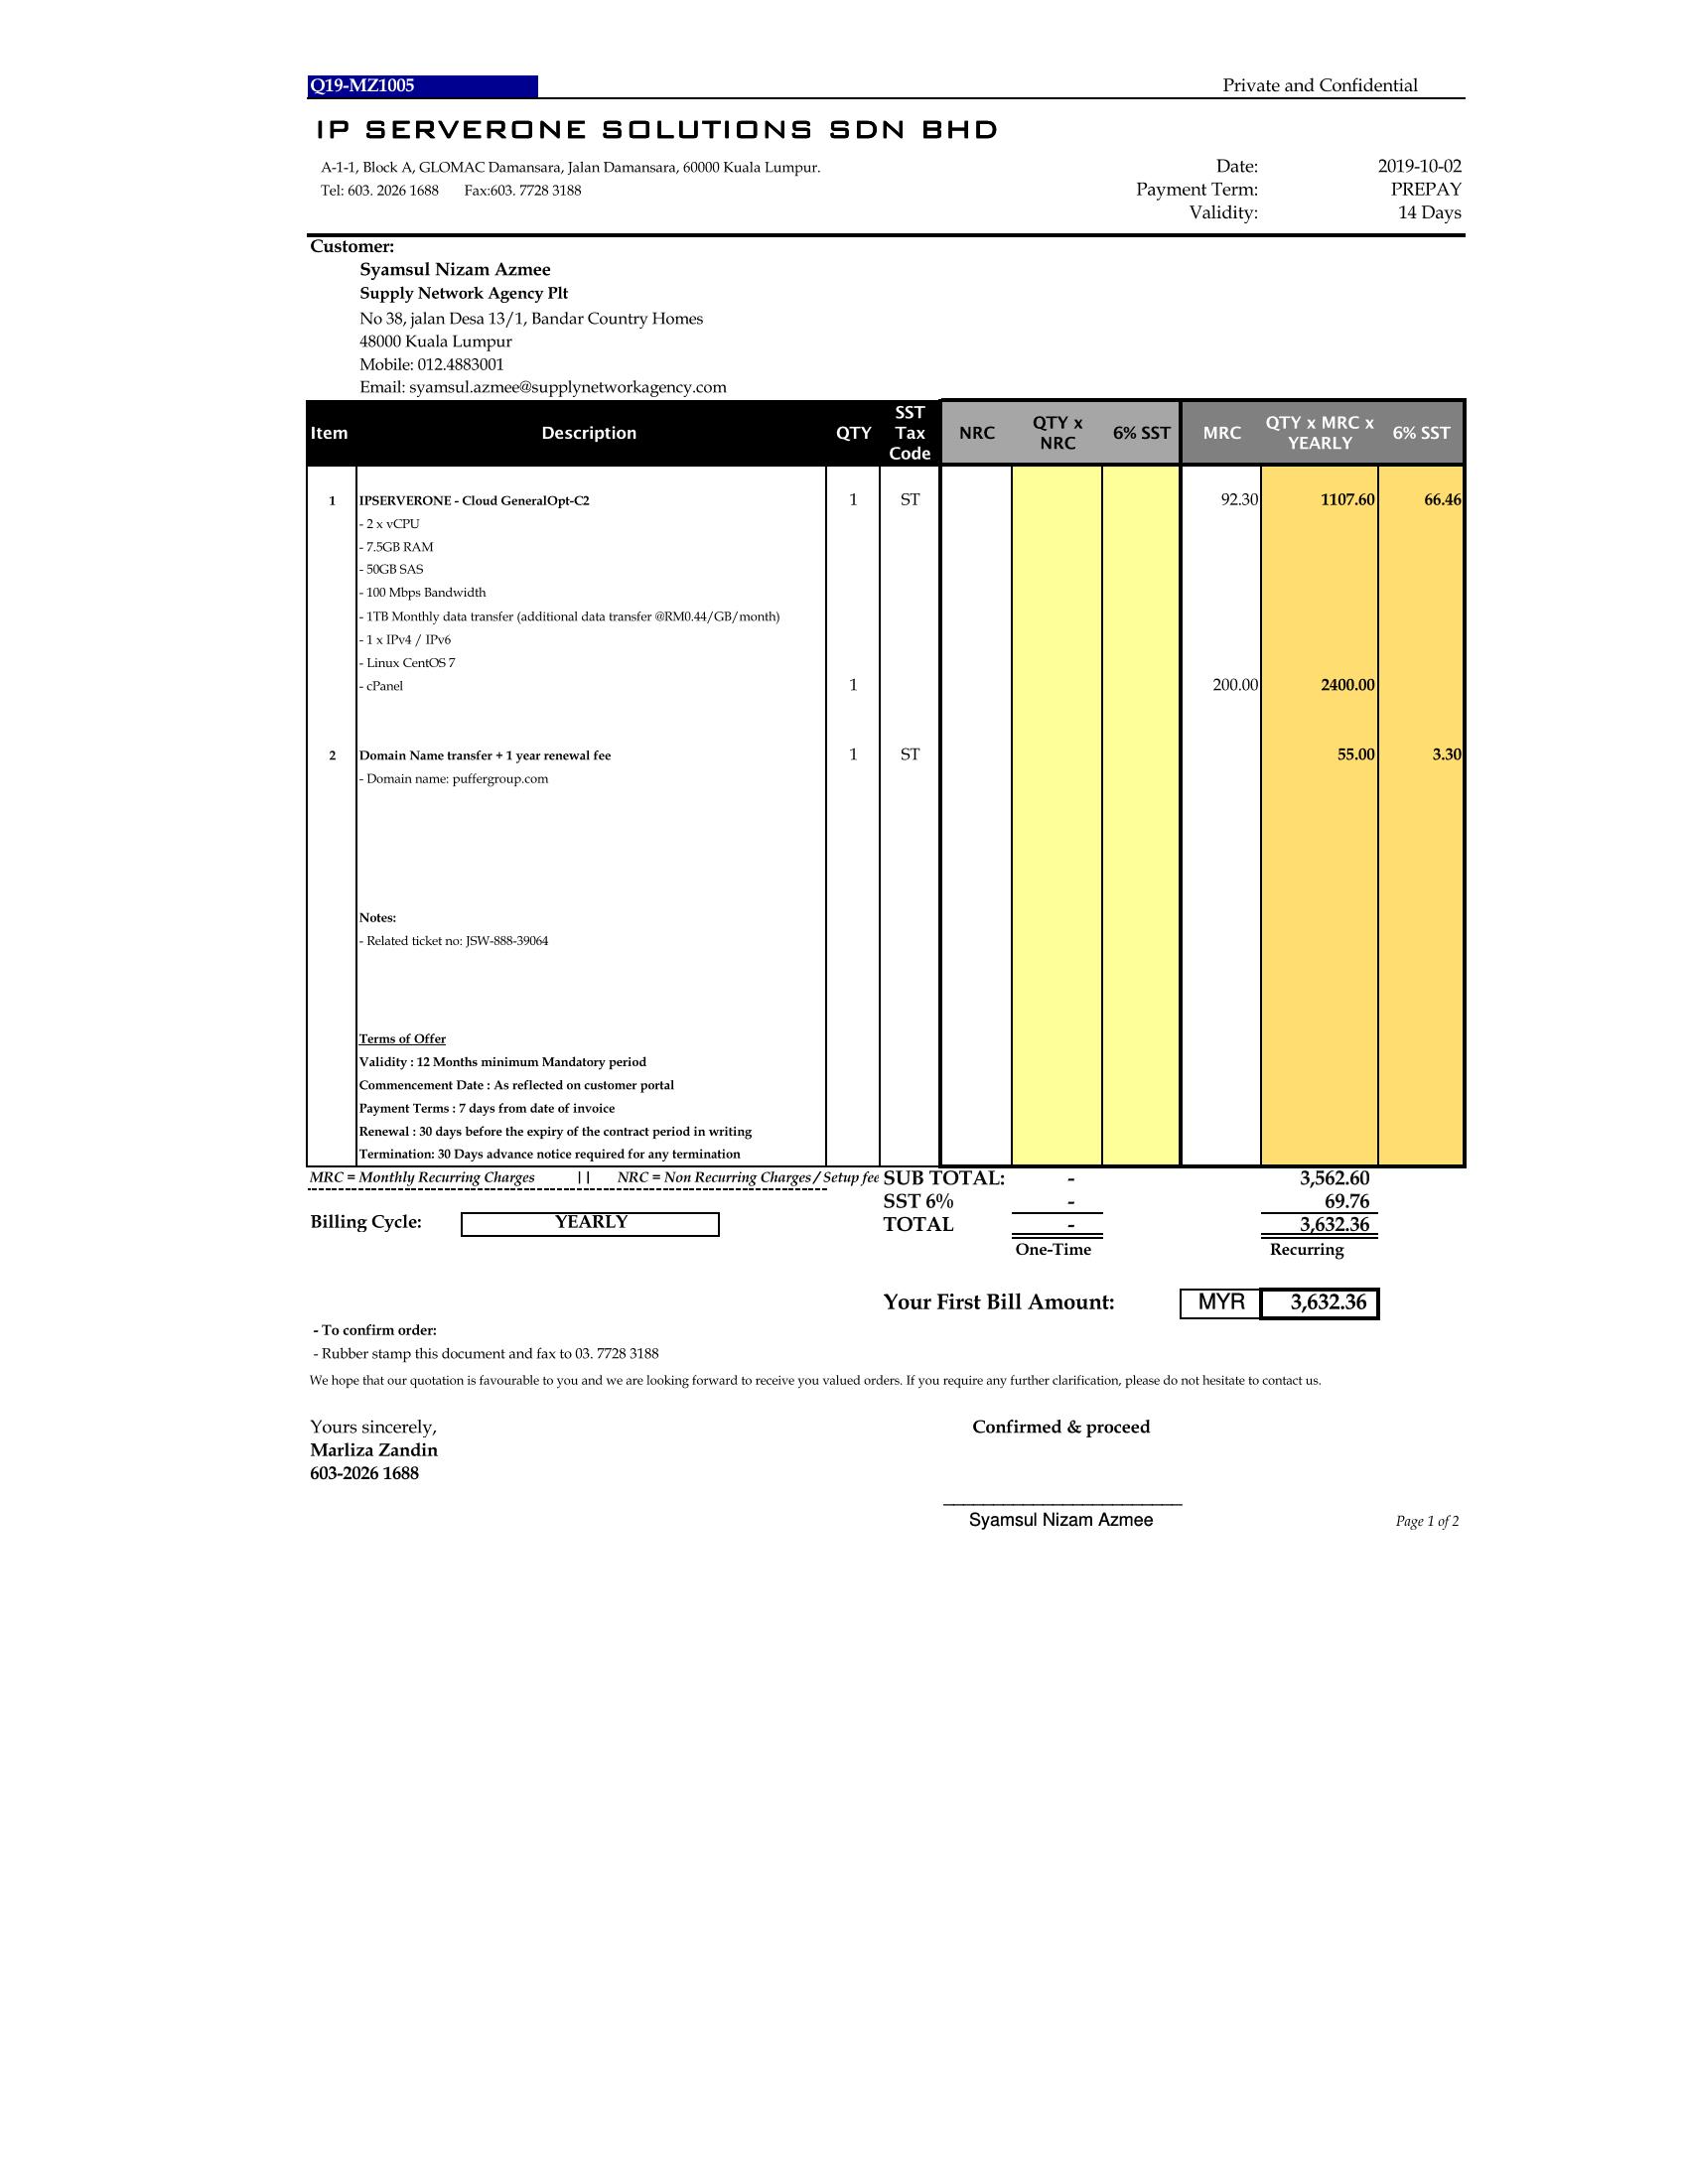 Q19-MZ1005 Private and Confidential
IP SERVERONE SOLUTIONS SDN BHD
A-1-1, Block A, GLOMAC Damansara, Jalan Damansara, 60000 Kuala Lumpur. Date: 2019-10-02
Tel: 603. 2026 1688 Fax:603. 7728 3188 Payment Term: PREPAY
Validity: 14 Days
Customer:
Syamsul Nizam Azmee
Supply Network Agency Plt
No 38, jalan Desa 13/1, Bandar Country Homes
48000 Kuala Lumpur
Mobile: 012.4883001
Email: syamsul.azmee@supplynetworkagency.com
Item Description QTY SST Tax Code NRC QTY x NRC 6% SST MRC QTY x MRC x YEARLY 6% SST
1 IPSERVERONE - Cloud GeneralOpt-C2 1 ST 92.30 1107.60 66.46
- 2 x vCPU
- 7.5GB RAM
- 50GB SAS
- 100 Mbps Bandwidth
- 1TB Monthly data transfer (additional data transfer @RM0.44/GB/month)
- 1 x IPv4 / IPv6
- Linux CentOS 7
- cPanel 1 200.00 2400.00
2 Domain Name transfer + 1 year renewal fee 1 ST 55.00 3.30
- Domain name: puffergroup.com
Notes:
- Related ticket no: JSW-888-39064
Terms of Offer
Validity : 12 Months minimum Mandatory period
Commencement Date : As reflected on customer portal
Payment Terms : 7 days from date of invoice
Renewal : 30 days before the expiry of the contract period in writing
Termination: 30 Days advance notice required for any termination
MRC = Monthly Recurring Charges || NRC = Non Recurring Charges / Setup fee SUB TOTAL: - 3,562.60
SST 6% - 69.76
Billing Cycle: YEARLY TOTAL - 3,632.36
One-Time Recurring
Your First Bill Amount: MYR 3,632.36
- To confirm order:
- Rubber stamp this document and fax to 03. 7728 3188
We hope that our quotation is favourable to you and we are looking forward to receive you valued orders. If you require any further clarification, please do not hesitate to contact us.
Yours sincerely, Confirmed & proceed
Marliza Zandin
603-2026 1688
Syamsul Nizam Azmee Page 1 of 2